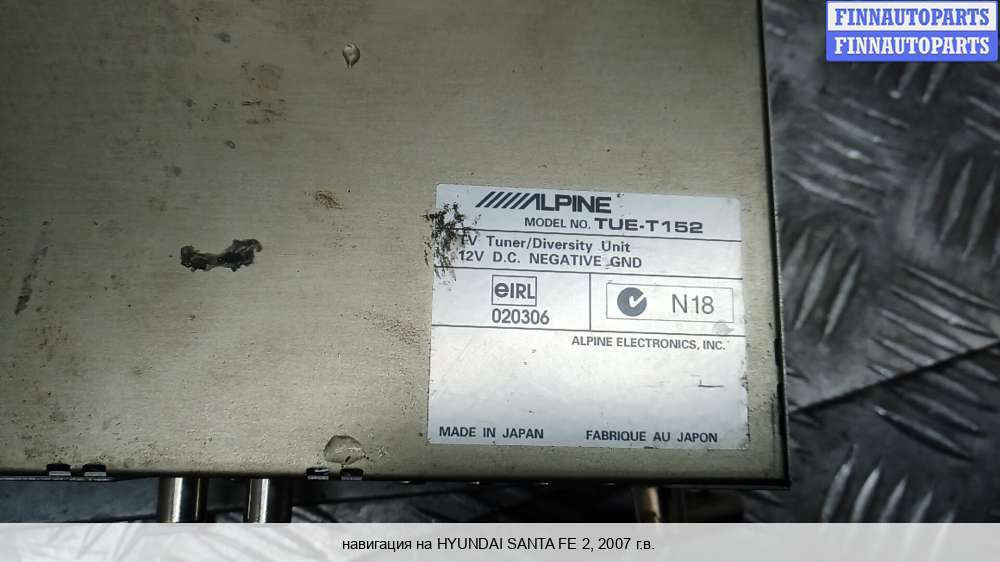 FINNAUTOPARTS
FINNAUTOPARTS
ALPINE
MODEL NO. TUE-T152
TV Tuner/Diversity Unit
12V D.C. NEGATIVE GND
eIRL
020306
N18
ALPINE ELECTRONICS, INC.
MADE IN JAPAN FABRIQUE AU JAPON
навигация на HYUNDAI SANTA FE 2, 2007 г.в.